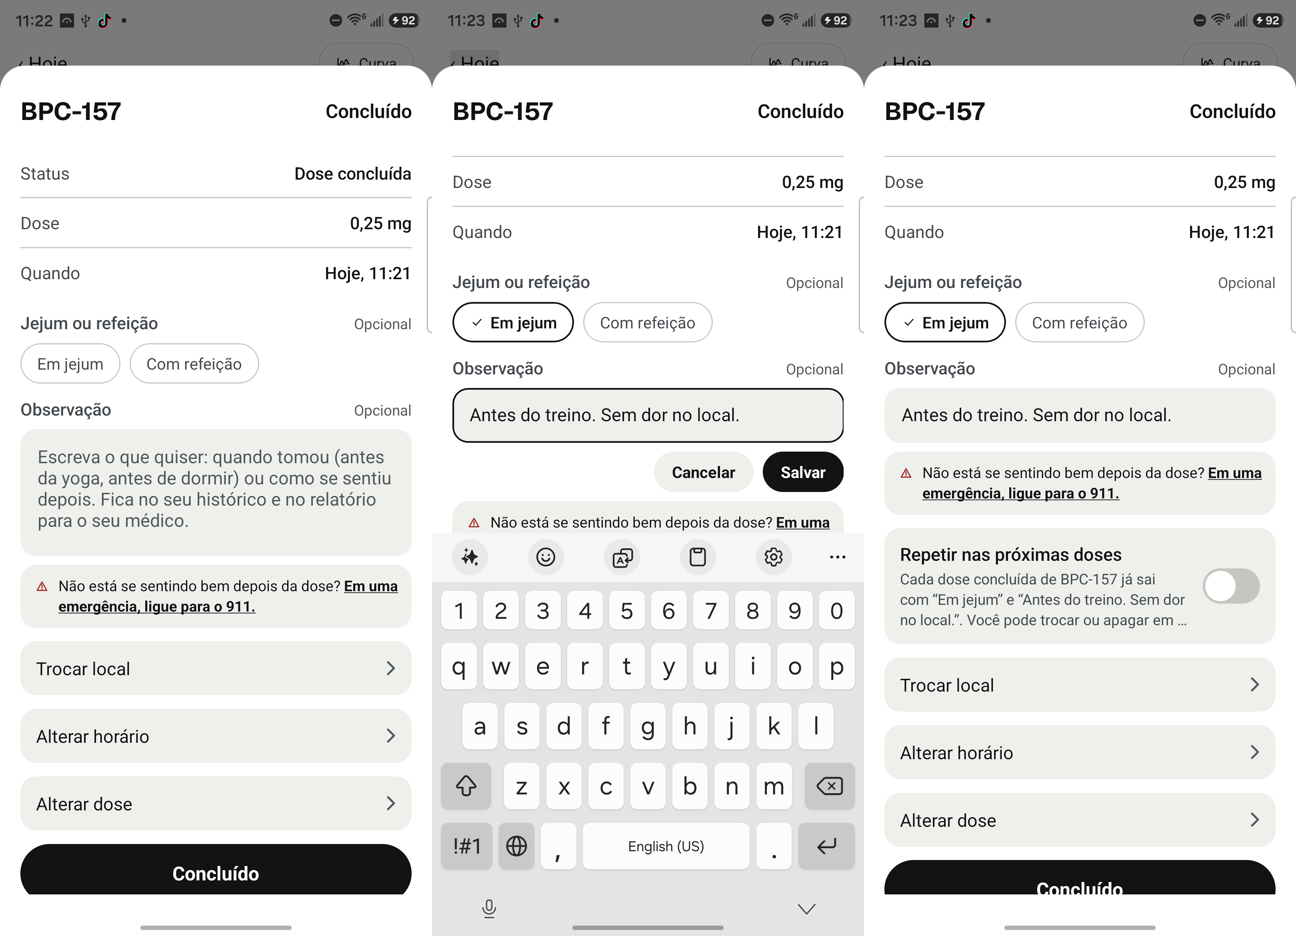 11:22
92
Hoje
Curva
BPC-157
Concluído
Status
Dose concluída
Dose
0,25 mg
Quando
Hoje, 11:21
Jejum ou refeição
Opcional
Em jejum
Com refeição
Observação
Opcional
Escreva o que quiser: quando tomou (antes
da yoga, antes de dormir) ou como se sentiu
depois. Fica no seu histórico e no relatório
para o seu médico.
Não está se sentindo bem depois da dose? Em uma
emergência, ligue para o 911.
Trocar local
Alterar horário
Alterar dose
Concluído
11:23
92
Hoje
Curva
BPC-157
Concluído
Dose
0,25 mg
Quando
Hoje, 11:21
Jejum ou refeição
Opcional
Em jejum
Com refeição
Observação
Opcional
Antes do treino. Sem dor no local.
Cancelar
Salvar
Não está se sentindo bem depois da dose? Em uma
1 2 3 4 5 6 7 8 9 0
q w e r t y u i o p
a s d f g h j k l
z x c v b n m
!#1 , English (US) .
11:23
92
Hoje
Curva
BPC-157
Concluído
Dose
0,25 mg
Quando
Hoje, 11:21
Jejum ou refeição
Opcional
Em jejum
Com refeição
Observação
Opcional
Antes do treino. Sem dor no local.
Não está se sentindo bem depois da dose? Em uma
emergência, ligue para o 911.
Repetir nas próximas doses
Cada dose concluída de BPC-157 já sai
com “Em jejum” e “Antes do treino. Sem dor
no local.”. Você pode trocar ou apagar em ...
Trocar local
Alterar horário
Alterar dose
Concluído